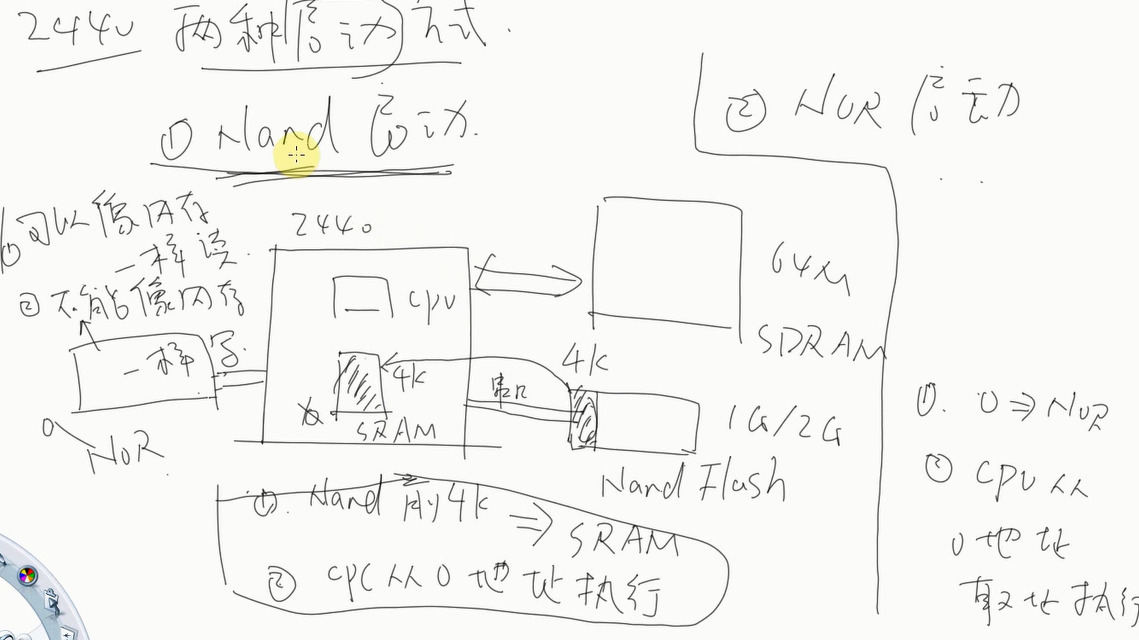 2440 两种启动方式.
① Nand 启动.
② NOR 启动
① 可以像内存
一样读.
② 不能像内存
一样写
NOR
0
2440
CPU
4K
SRAM
64M
SDRAM
4K
串口
1G/2G
Nand Flash
①. Nand 前4K ⇒ SRAM
② CPU 从 0 地址执行
①. 0 ⇒ NOR
② CPU 从
0 地址
取址执行